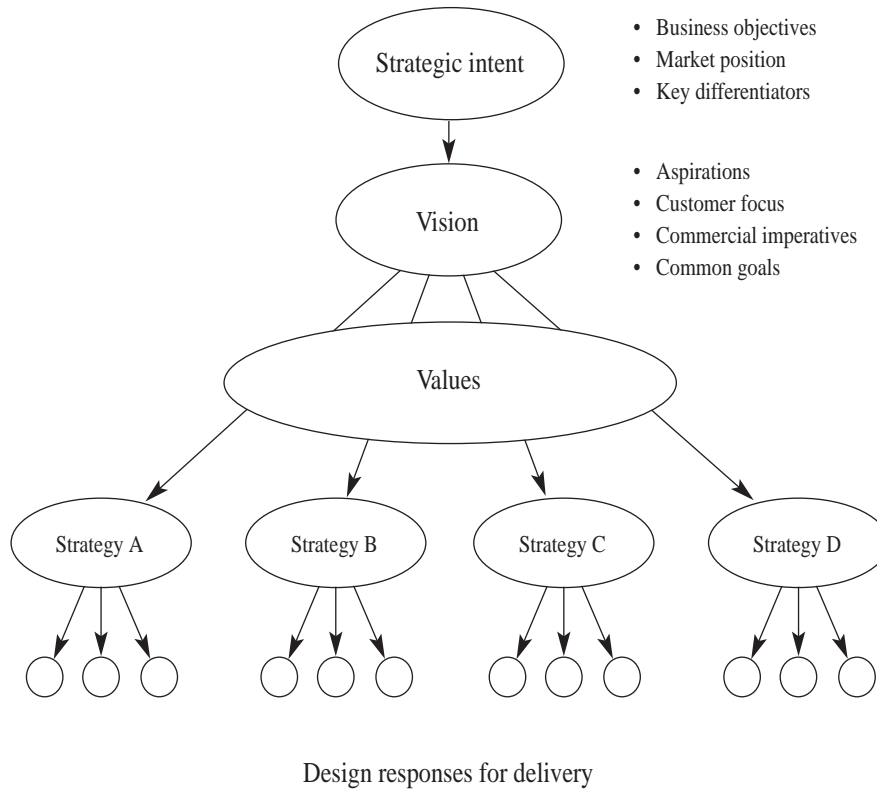 Strategic intent
• Business objectives
• Market position
• Key differentiators
Vision
• Aspirations
• Customer focus
• Commercial imperatives
• Common goals
Values
Strategy A
Strategy B
Strategy C
Strategy D
Design responses for delivery